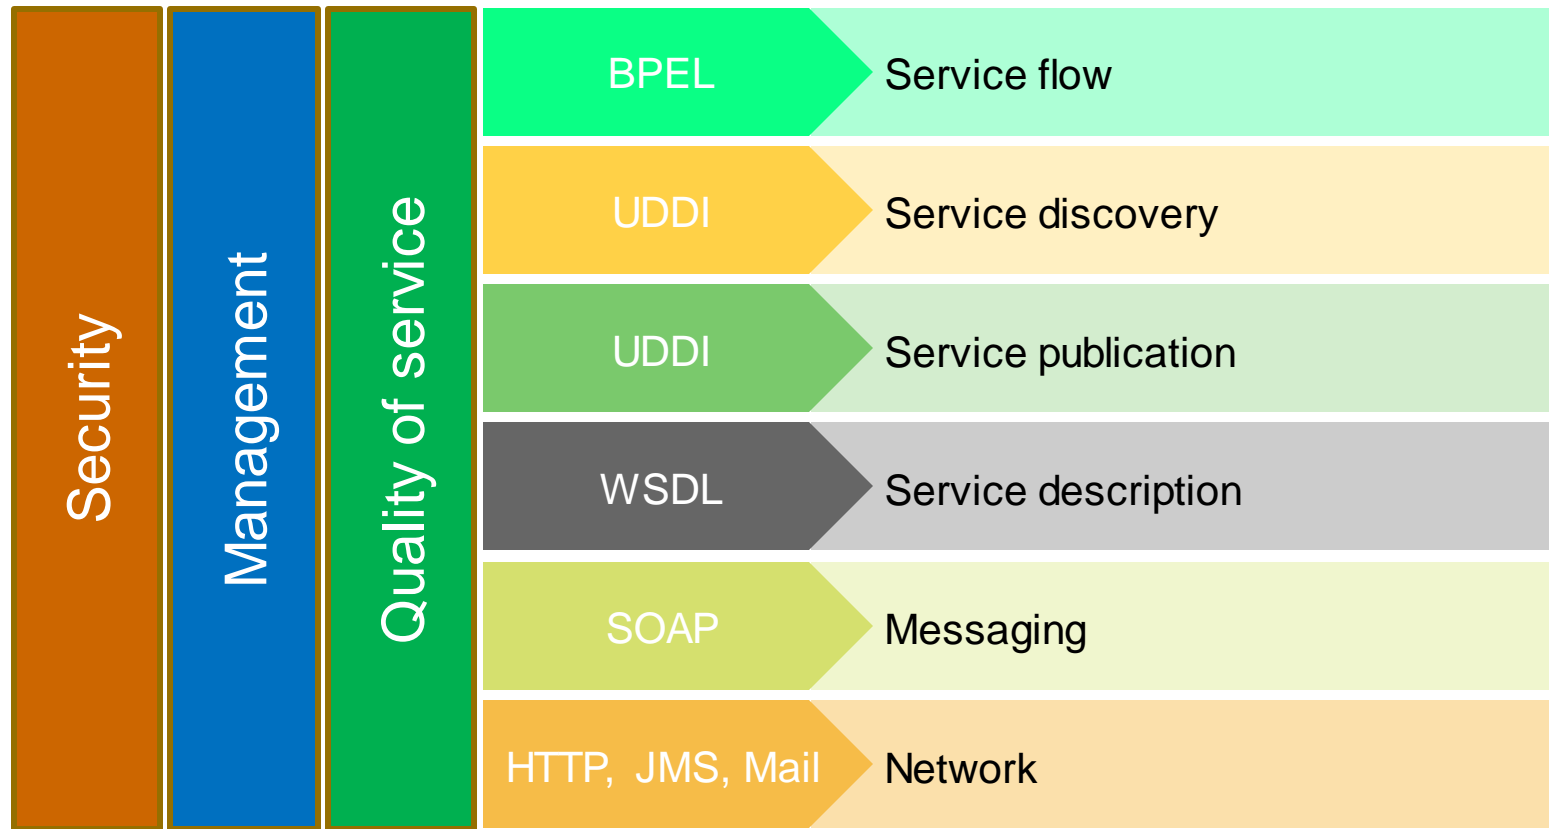 Security
Management
Quality of service
BPEL
Service flow
UDDI
Service discovery
UDDI
Service publication
WSDL
Service description
SOAP
Messaging
HTTP, JMS, Mail
Network